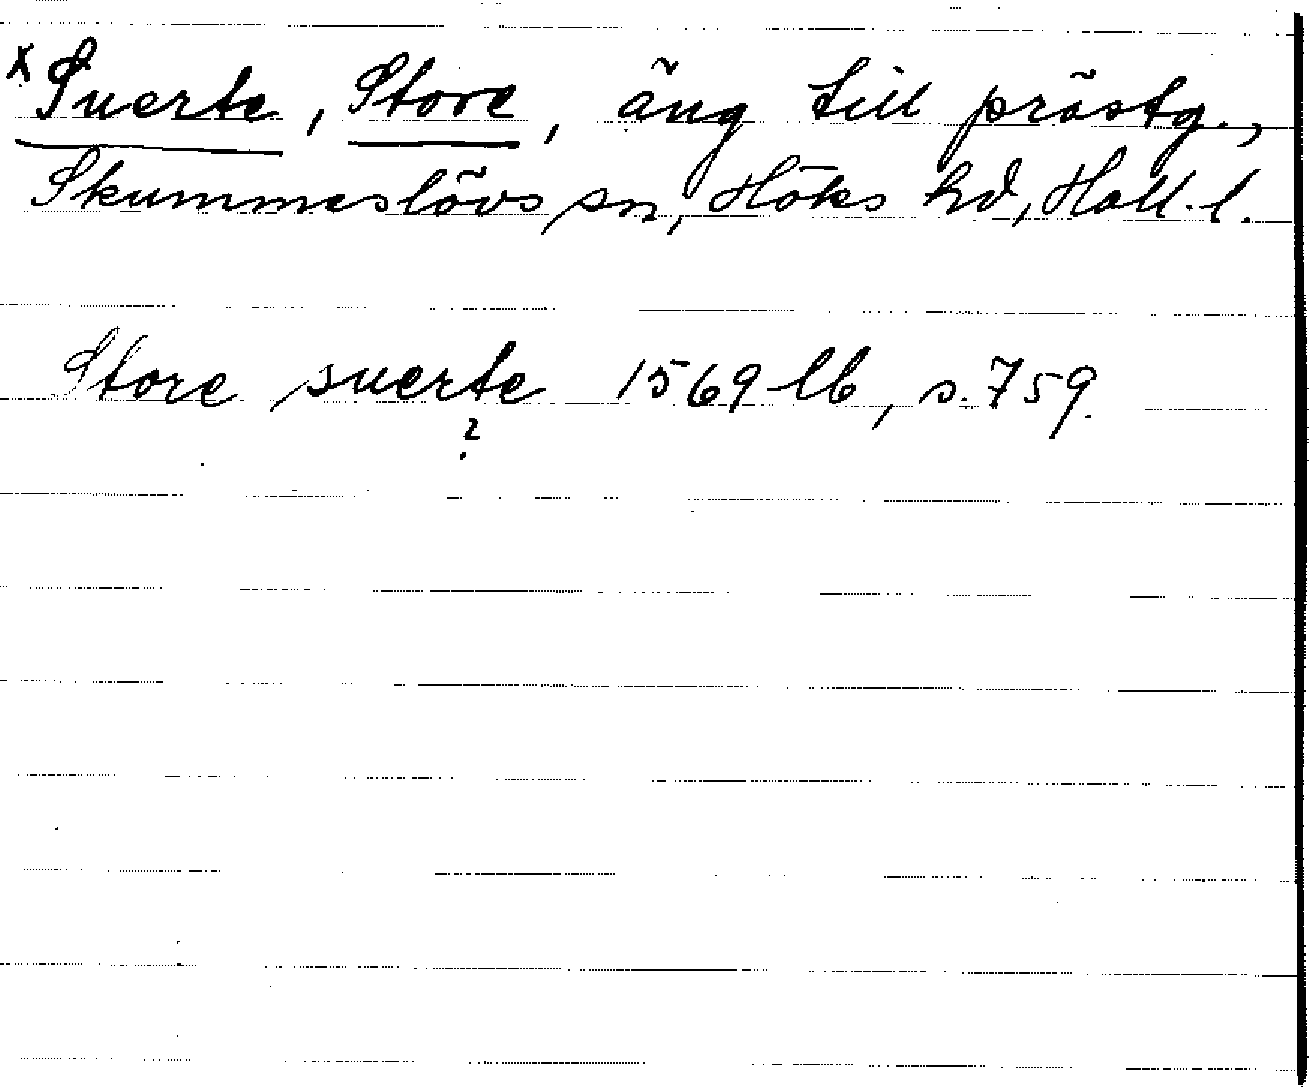 x Suerte, Store, äng till prästg.,
Skummeslövs sn, Höks hd, Hall. l.
Store suerte 1569 lb, s. 759.
?